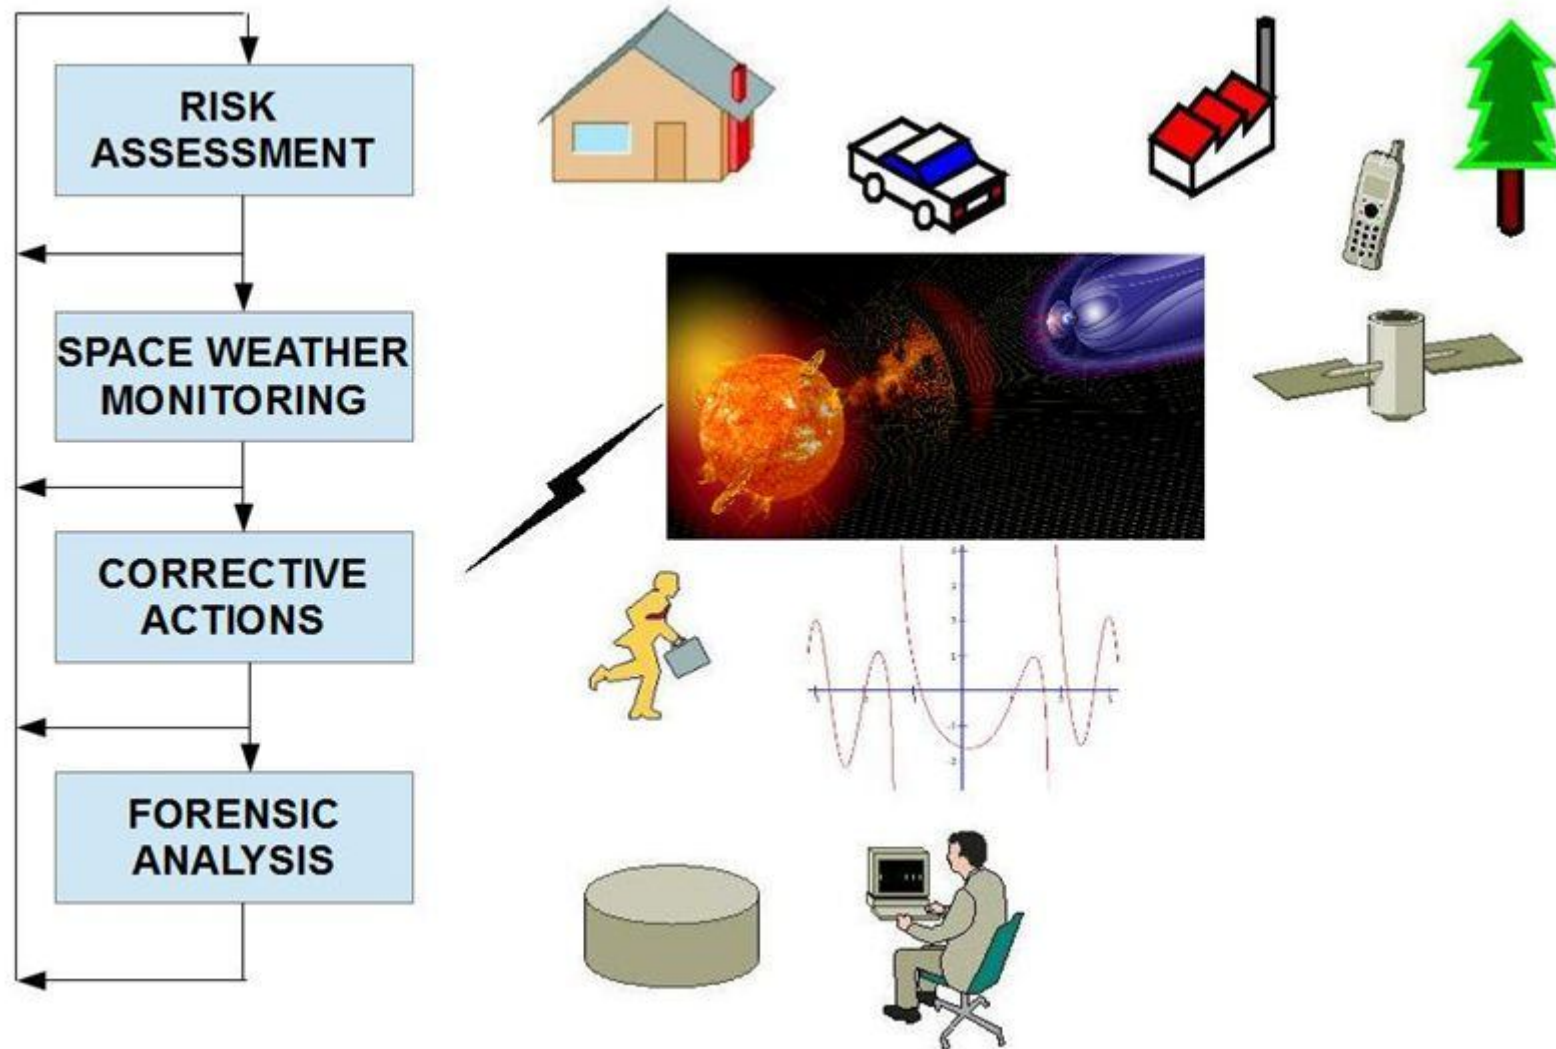 RISK
ASSESSMENT
SPACE WEATHER
MONITORING
CORRECTIVE
ACTIONS
FORENSIC
ANALYSIS